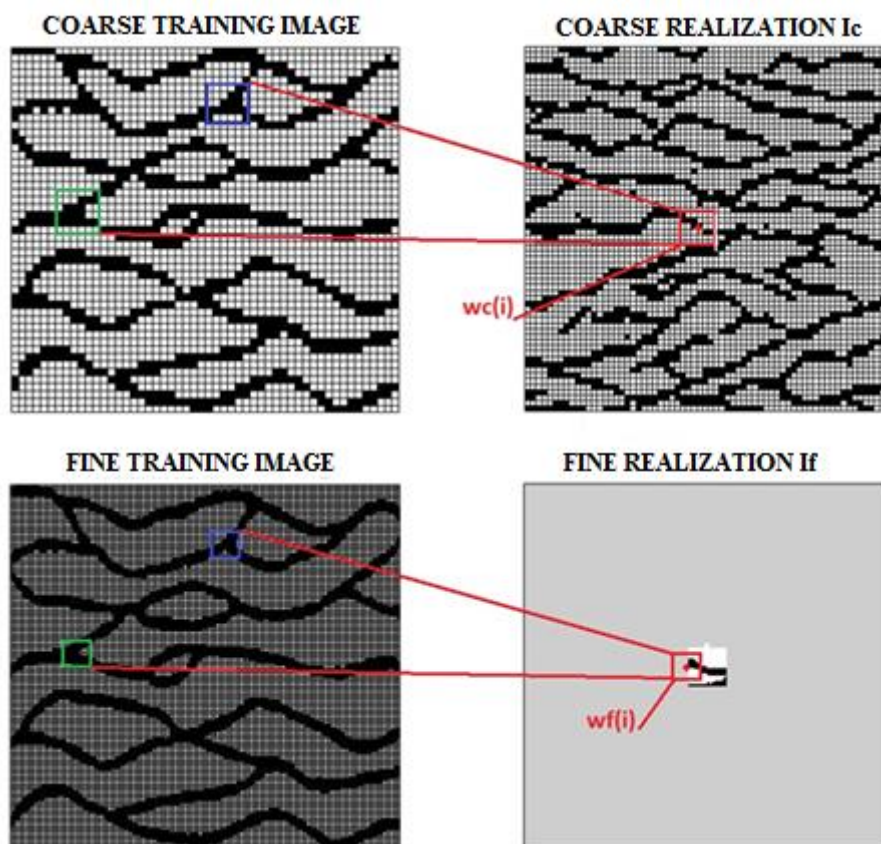 COARSE TRAINING IMAGE
COARSE REALIZATION Ic
wc(i)
FINE TRAINING IMAGE
FINE REALIZATION If
wf(i)